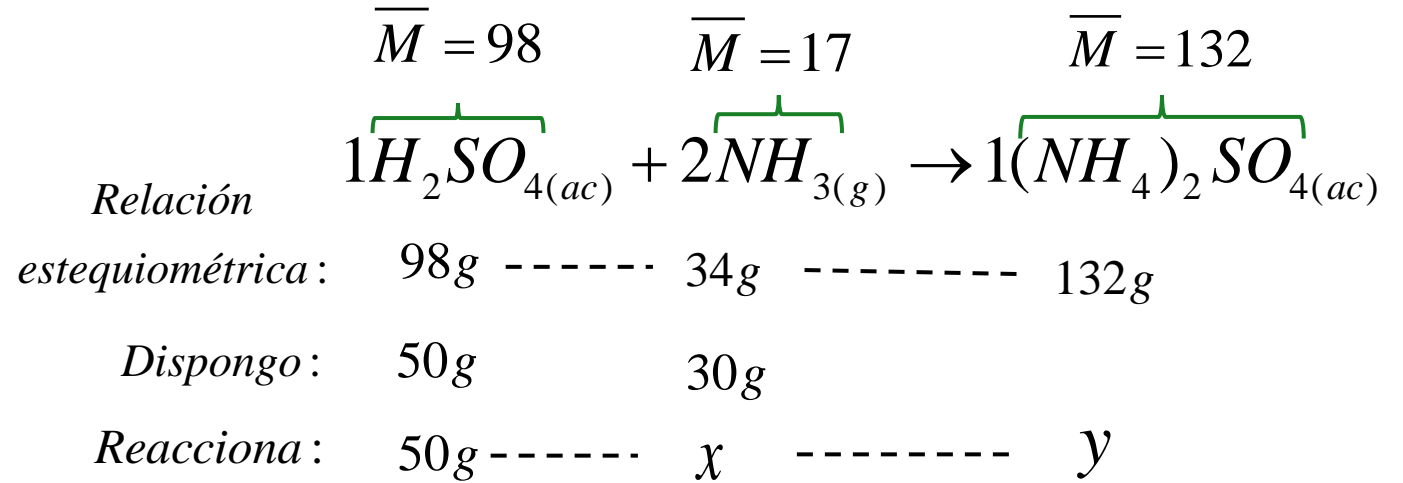 M̅ = 98 M̅ = 17 M̅ = 132
1H₂SO₄₍ac₎ + 2NH₃₍g₎ → 1(NH₄)₂SO₄₍ac₎
Relación
estequiométrica : 98g ------ 34g -------- 132g
Dispongo : 50g 30g
Reacciona : 50g ------ x -------- y